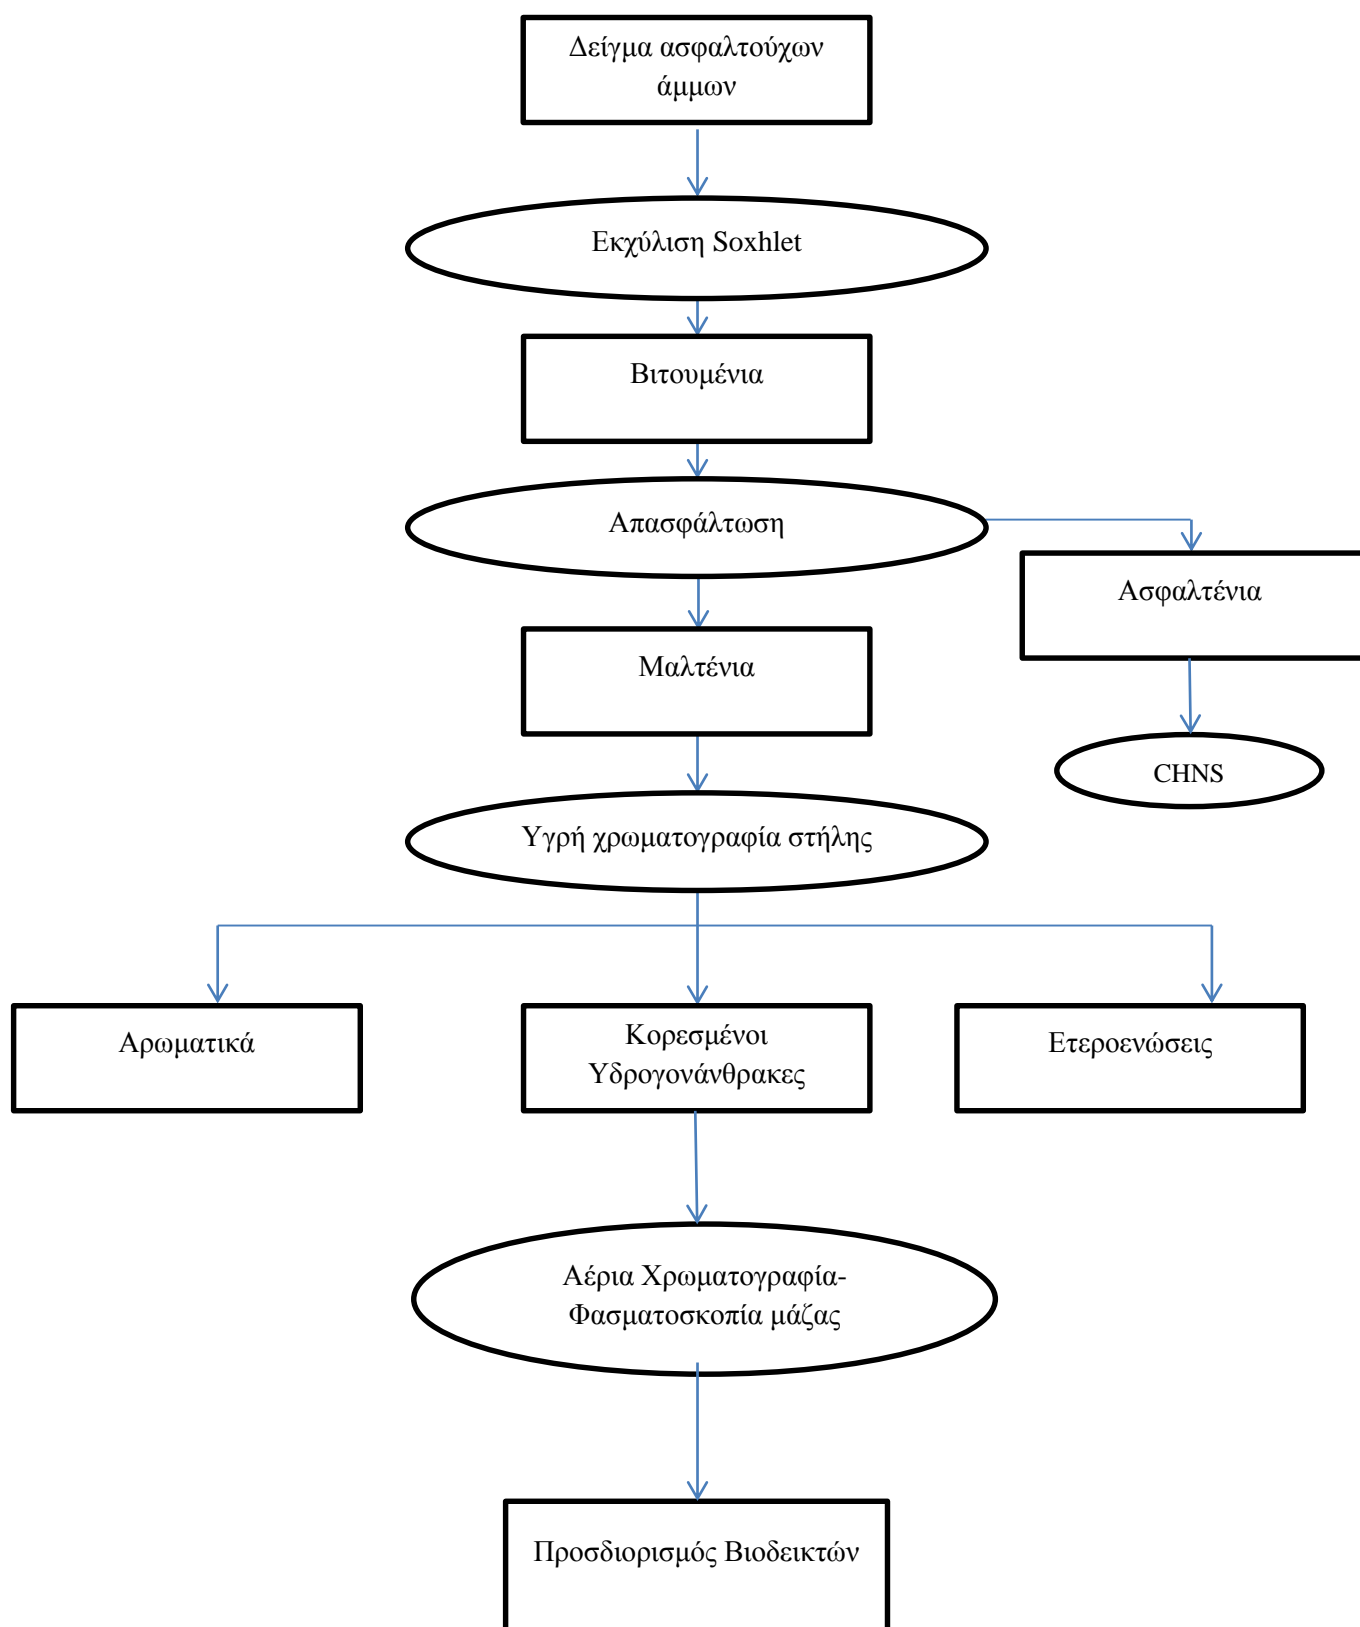 Δείγμα ασφαλτούχων
άμμων
Εκχύλιση Soxhlet
Βιτουμένια
Απασφάλτωση
Ασφαλτένια
Μαλτένια
CHNS
Υγρή χρωματογραφία στήλης
Αρωματικά
Κορεσμένοι
Υδρογονάνθρακες
Ετεροενώσεις
Αέρια Χρωματογραφία-
Φασματοσκοπία μάζας
Προσδιορισμός Βιοδεικτών